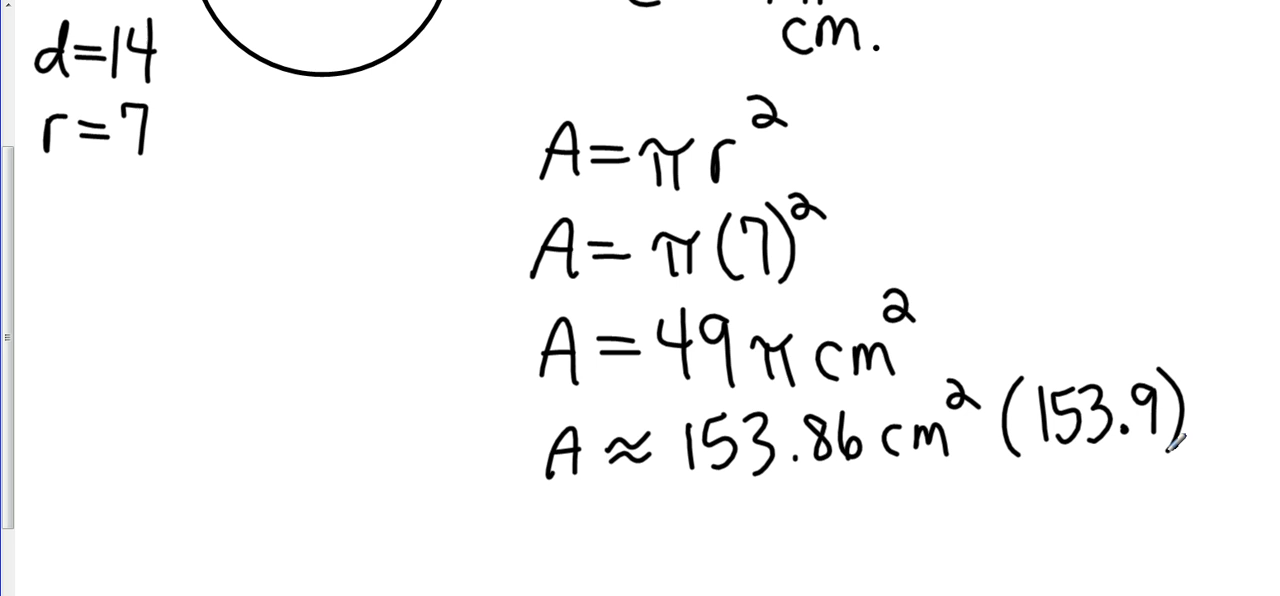 d=14
r=7
cm.
A=πr²
A=π(7)²
A=49π cm²
A≈153.86 cm² (153.9)